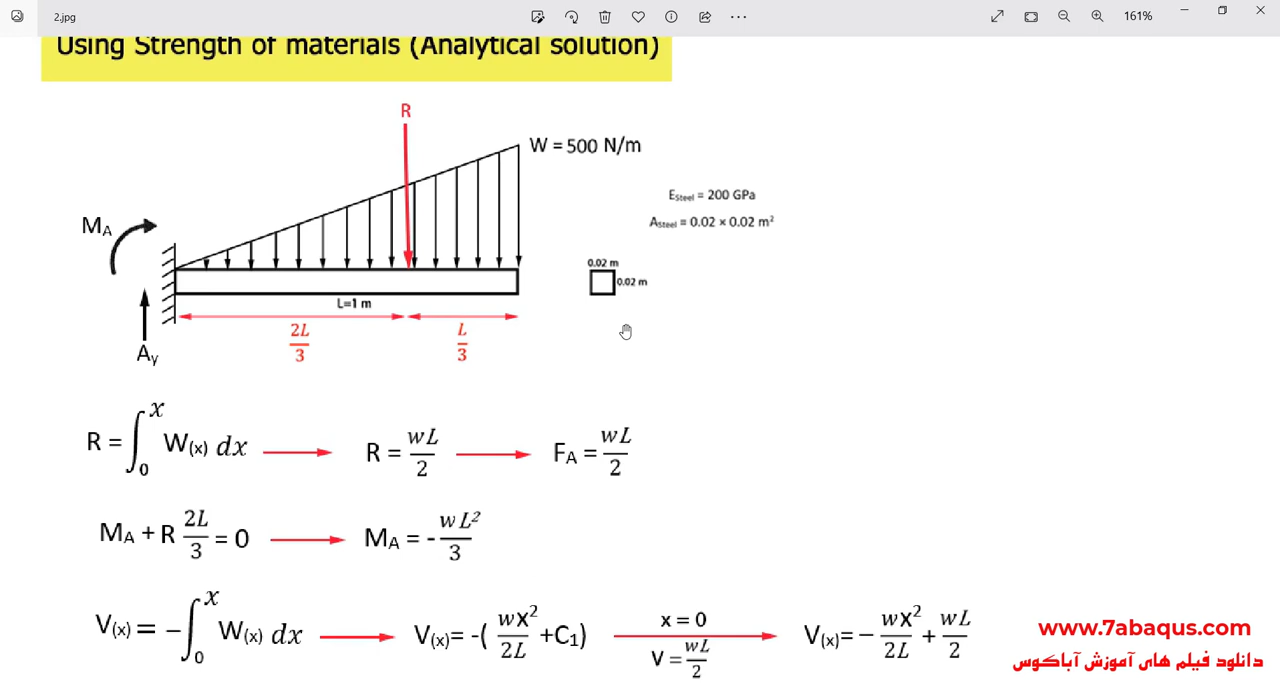 2.jpg
161%
Using Strength of materials (Analytical solution)
R
W = 500 N/m
E_Steel = 200 GPa
A_Steel = 0.02 × 0.02 m²
M_A
0.02 m
0.02 m
L=1 m
2L/3
L/3
A_y
R = ∫₀ˣ W(x) dx → R = wL/2 → F_A = wL/2
M_A + R 2L/3 = 0 → M_A = - wL²/3
V(x) = − ∫₀ˣ W(x) dx → V(x)= -( wx²/2L +C₁) x = 0 V = wL/2 → V(x)= − wx²/2L + wL/2
www.7abaqus.com
دانلود فیلم های آموزش آباکوس